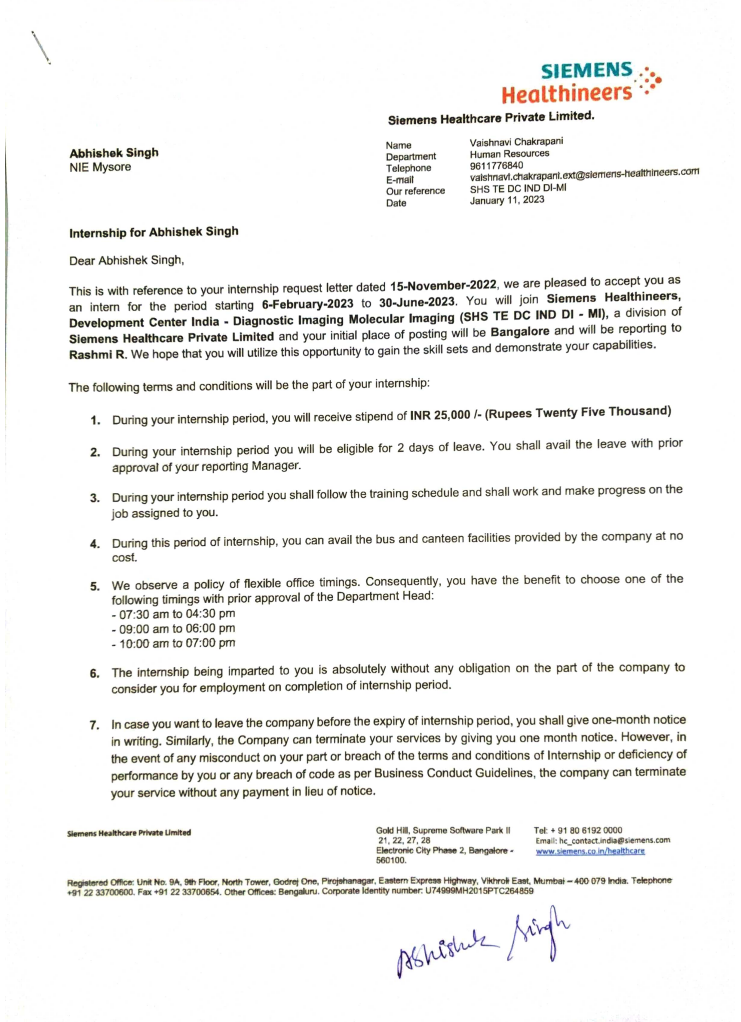 SIEMENS
Healthineers
Siemens Healthcare Private Limited.
Abhishek Singh
NIE Mysore
Name Vaishnavi Chakrapani
Department Human Resources
Telephone 9611776840
E-mail vaishnavi.chakrapani.ext@siemens-healthineers.com
Our reference SHS TE DC IND DI-MI
Date January 11, 2023
Internship for Abhishek Singh
Dear Abhishek Singh,
This is with reference to your internship request letter dated 15-November-2022, we are pleased to accept you as
an intern for the period starting 6-February-2023 to 30-June-2023. You will join Siemens Healthineers,
Development Center India - Diagnostic Imaging Molecular Imaging (SHS TE DC IND DI - MI), a division of
Siemens Healthcare Private Limited and your initial place of posting will be Bangalore and will be reporting to
Rashmi R. We hope that you will utilize this opportunity to gain the skill sets and demonstrate your capabilities.
The following terms and conditions will be the part of your internship:
1. During your internship period, you will receive stipend of INR 25,000 /- (Rupees Twenty Five Thousand)
2. During your internship period you will be eligible for 2 days of leave. You shall avail the leave with prior
approval of your reporting Manager.
3. During your internship period you shall follow the training schedule and shall work and make progress on the
job assigned to you.
4. During this period of internship, you can avail the bus and canteen facilities provided by the company at no
cost.
5. We observe a policy of flexible office timings. Consequently, you have the benefit to choose one of the
following timings with prior approval of the Department Head:
- 07:30 am to 04:30 pm
- 09:00 am to 06:00 pm
- 10:00 am to 07:00 pm
6. The internship being imparted to you is absolutely without any obligation on the part of the company to
consider you for employment on completion of internship period.
7. In case you want to leave the company before the expiry of internship period, you shall give one-month notice
in writing. Similarly, the Company can terminate your services by giving you one month notice. However, in
the event of any misconduct on your part or breach of the terms and conditions of Internship or deficiency of
performance by you or any breach of code as per Business Conduct Guidelines, the company can terminate
your service without any payment in lieu of notice.
Siemens Healthcare Private Limited
Gold Hill, Supreme Software Park II
21, 22, 27, 28
Electronic City Phase 2, Bangalore -
560100.
Tel: + 91 80 6192 0000
Email: hc_contact.india@siemens.com
www.siemens.co.in/healthcare
Registered Office: Unit No. 9A, 9th Floor, North Tower, Godrej One, Pirojshanagar, Eastern Express Highway, Vikhroli East, Mumbai – 400 079 India. Telephone
+91 22 33700600. Fax +91 22 33700654. Other Offices: Bengaluru. Corporate Identity number: U74999MH2015PTC264859
Abhishek Singh